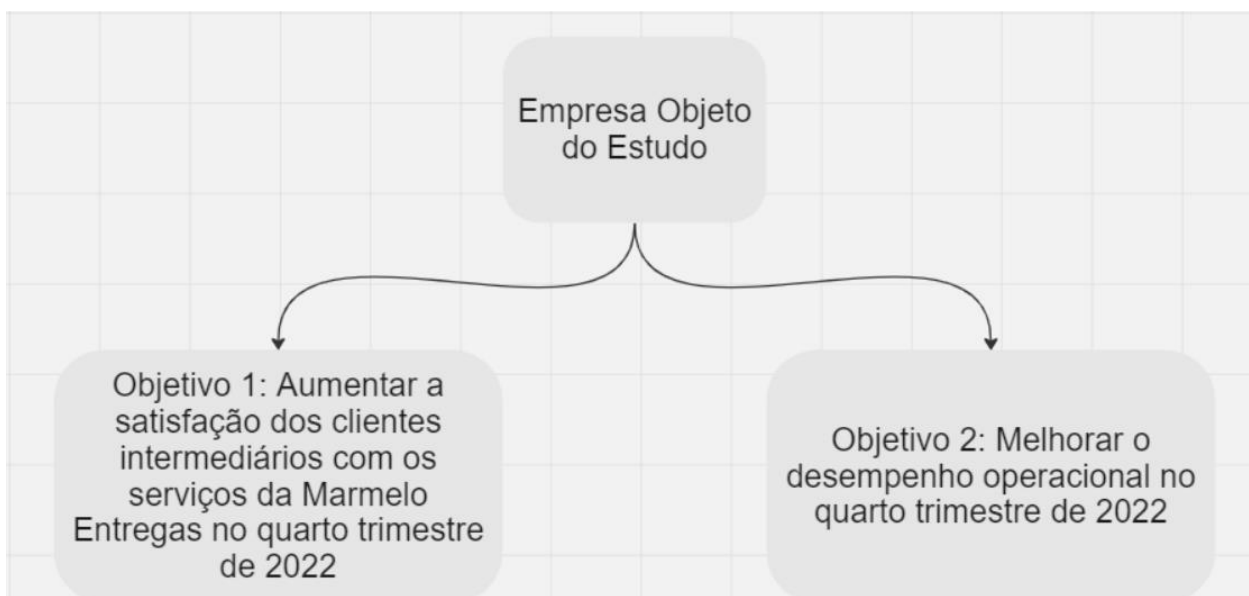 Empresa Objeto
do Estudo
Objetivo 1: Aumentar a
satisfação dos clientes
intermediários com os
serviços da Marmelo
Entregas no quarto trimestre
de 2022
Objetivo 2: Melhorar o
desempenho operacional no
quarto trimestre de 2022